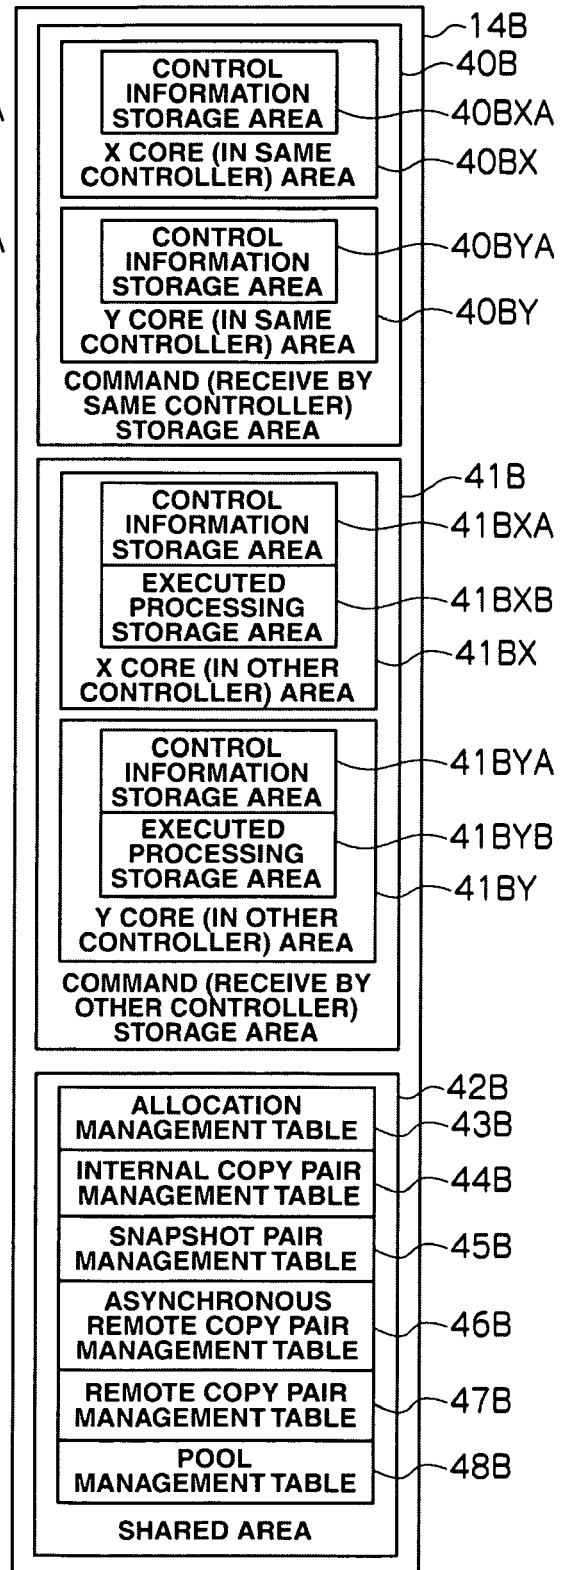 14B
40B
CONTROL
INFORMATION
STORAGE AREA
40BXA
X CORE (IN SAME
CONTROLLER) AREA
40BX
CONTROL
INFORMATION
STORAGE AREA
40BYA
Y CORE (IN SAME
CONTROLLER) AREA
40BY
COMMAND (RECEIVE BY
SAME CONTROLLER)
STORAGE AREA
41B
CONTROL
INFORMATION
STORAGE AREA
41BXA
EXECUTED
PROCESSING
STORAGE AREA
41BXB
X CORE (IN OTHER
CONTROLLER) AREA
41BX
CONTROL
INFORMATION
STORAGE AREA
41BYA
EXECUTED
PROCESSING
STORAGE AREA
41BYB
Y CORE (IN OTHER
CONTROLLER) AREA
41BY
COMMAND (RECEIVE BY
OTHER CONTROLLER)
STORAGE AREA
42B
ALLOCATION
MANAGEMENT TABLE
43B
INTERNAL COPY PAIR
MANAGEMENT TABLE
44B
SNAPSHOT PAIR
MANAGEMENT TABLE
45B
ASYNCHRONOUS
REMOTE COPY PAIR
MANAGEMENT TABLE
46B
REMOTE COPY PAIR
MANAGEMENT TABLE
47B
POOL
MANAGEMENT TABLE
48B
SHARED AREA